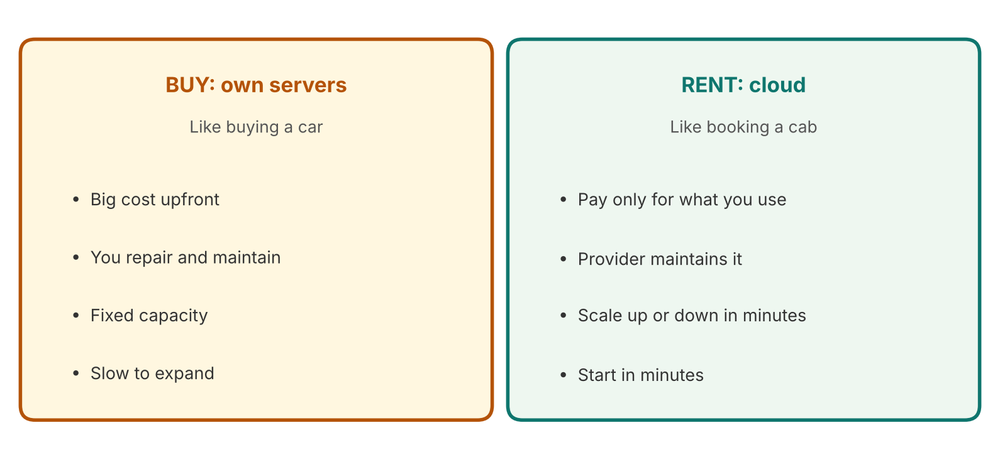 BUY: own servers
Like buying a car
• Big cost upfront
• You repair and maintain
• Fixed capacity
• Slow to expand
RENT: cloud
Like booking a cab
• Pay only for what you use
• Provider maintains it
• Scale up or down in minutes
• Start in minutes